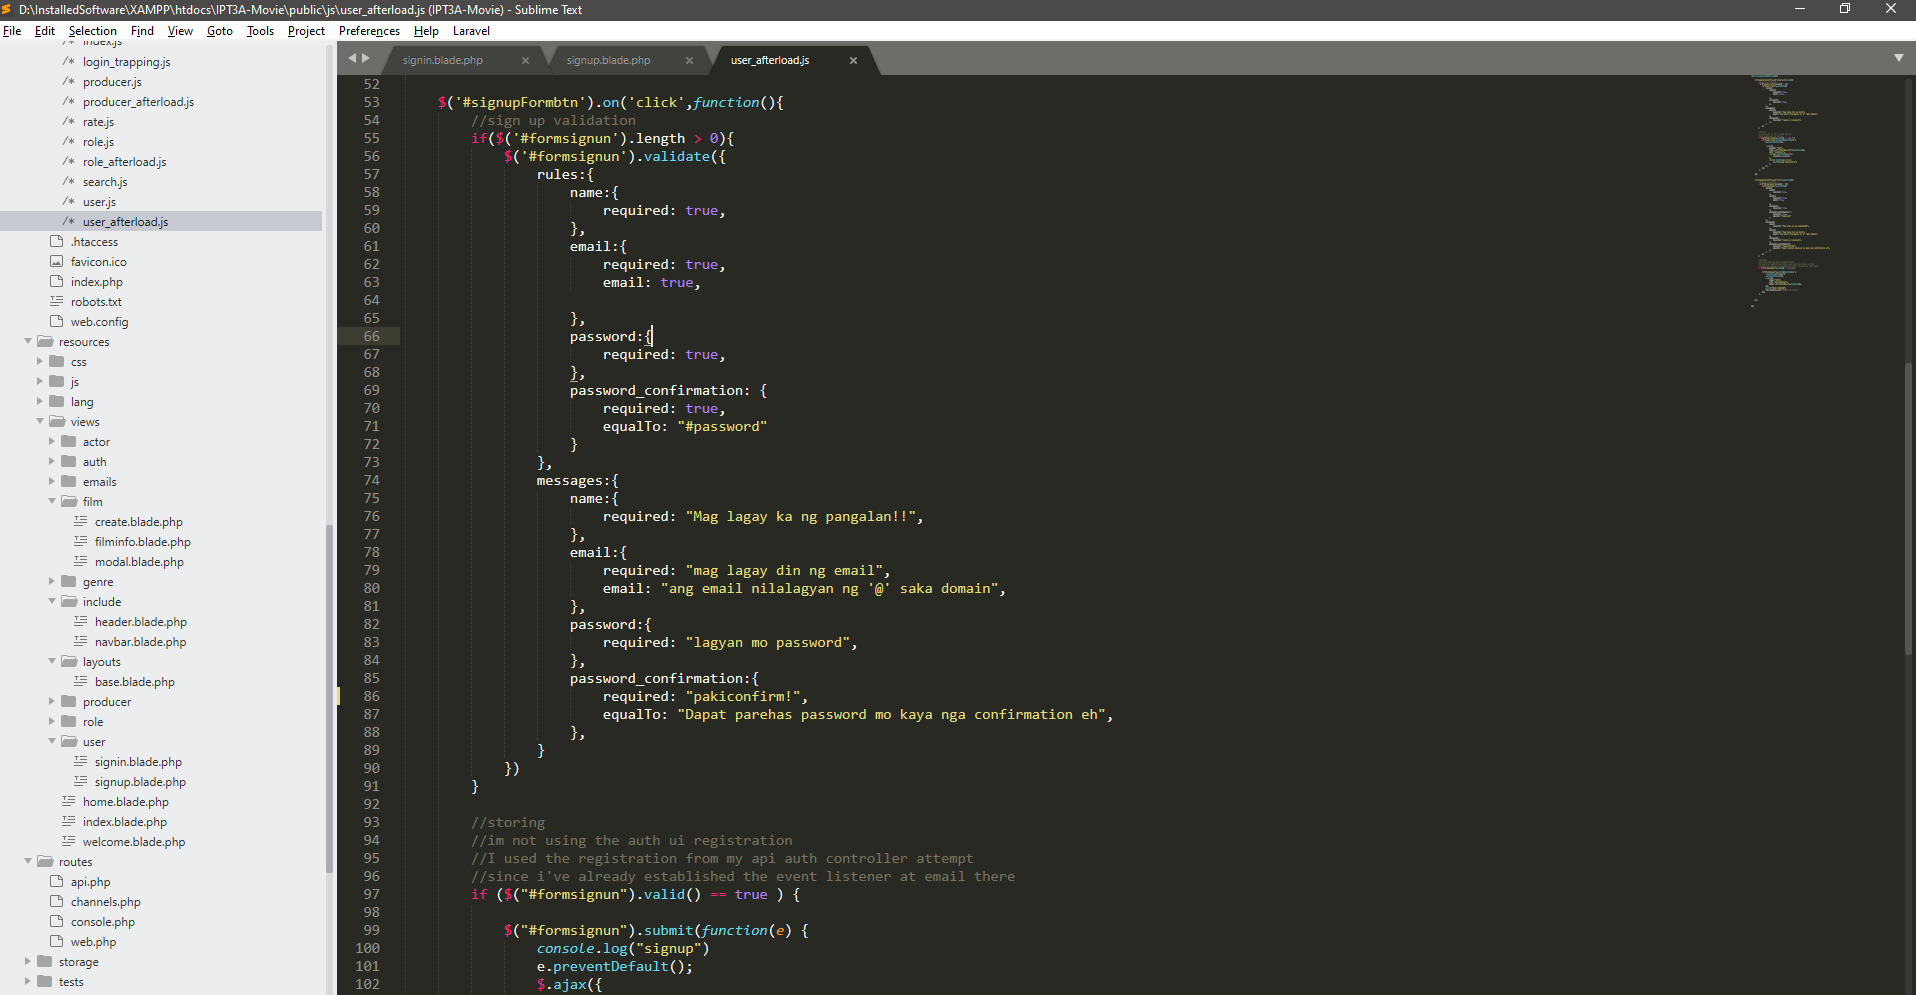 D:\InstalledSoftware\XAMPP\htdocs\IPT3A-Movie\public\js\user_afterload.js (IPT3A-Movie) - Sublime Text
File Edit Selection Find View Goto Tools Project Preferences Help Laravel
/* index.js
/* login_trapping.js
/* producer.js
/* producer_afterload.js
/* rate.js
/* role.js
/* role_afterload.js
/* search.js
/* user.js
/* user_afterload.js
.htaccess
favicon.ico
index.php
robots.txt
web.config
resources
css
js
lang
views
actor
auth
emails
film
create.blade.php
filminfo.blade.php
modal.blade.php
genre
include
header.blade.php
navbar.blade.php
layouts
base.blade.php
producer
role
user
signin.blade.php
signup.blade.php
home.blade.php
index.blade.php
welcome.blade.php
routes
api.php
channels.php
console.php
web.php
storage
tests
signin.blade.php signup.blade.php user_afterload.js
52
53 $('#signupFormbtn').on('click',function(){
54 //sign up validation
55 if($('#formsignun').length > 0){
56 $('#formsignun').validate({
57 rules:{
58 name:{
59 required: true,
60 },
61 email:{
62 required: true,
63 email: true,
64
65 },
66 password:{
67 required: true,
68 },
69 password_confirmation: {
70 required: true,
71 equalTo: "#password"
72 }
73 },
74 messages:{
75 name:{
76 required: "Mag lagay ka ng pangalan!!",
77 },
78 email:{
79 required: "mag lagay din ng email",
80 email: "ang email nilalagyan ng '@' saka domain",
81 },
82 password:{
83 required: "lagyan mo password",
84 },
85 password_confirmation:{
86 required: "pakiconfirm!",
87 equalTo: "Dapat parehas password mo kaya nga confirmation eh",
88 },
89 }
90 })
91 }
92
93 //storing
94 //im not using the auth ui registration
95 //I used the registration from my api auth controller attempt
96 //since i've already established the event listener at email there
97 if ($("#formsignun").valid() == true ) {
98
99 $("#formsignun").submit(function(e) {
100 console.log("signup")
101 e.preventDefault();
102 $.ajax({